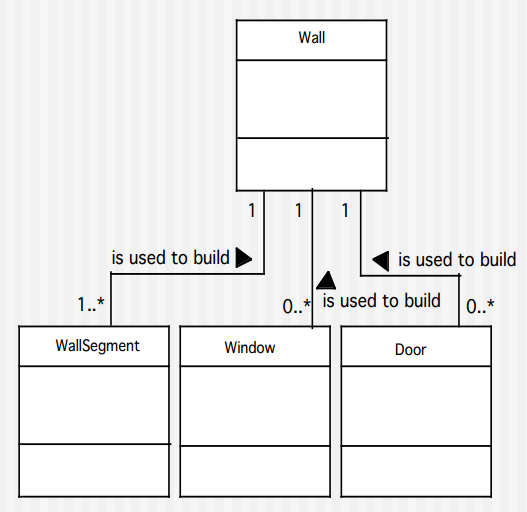 Wall
1 1 1
is used to build is used to build
1..* 0..* is used to build 0..*
WallSegment Window Door